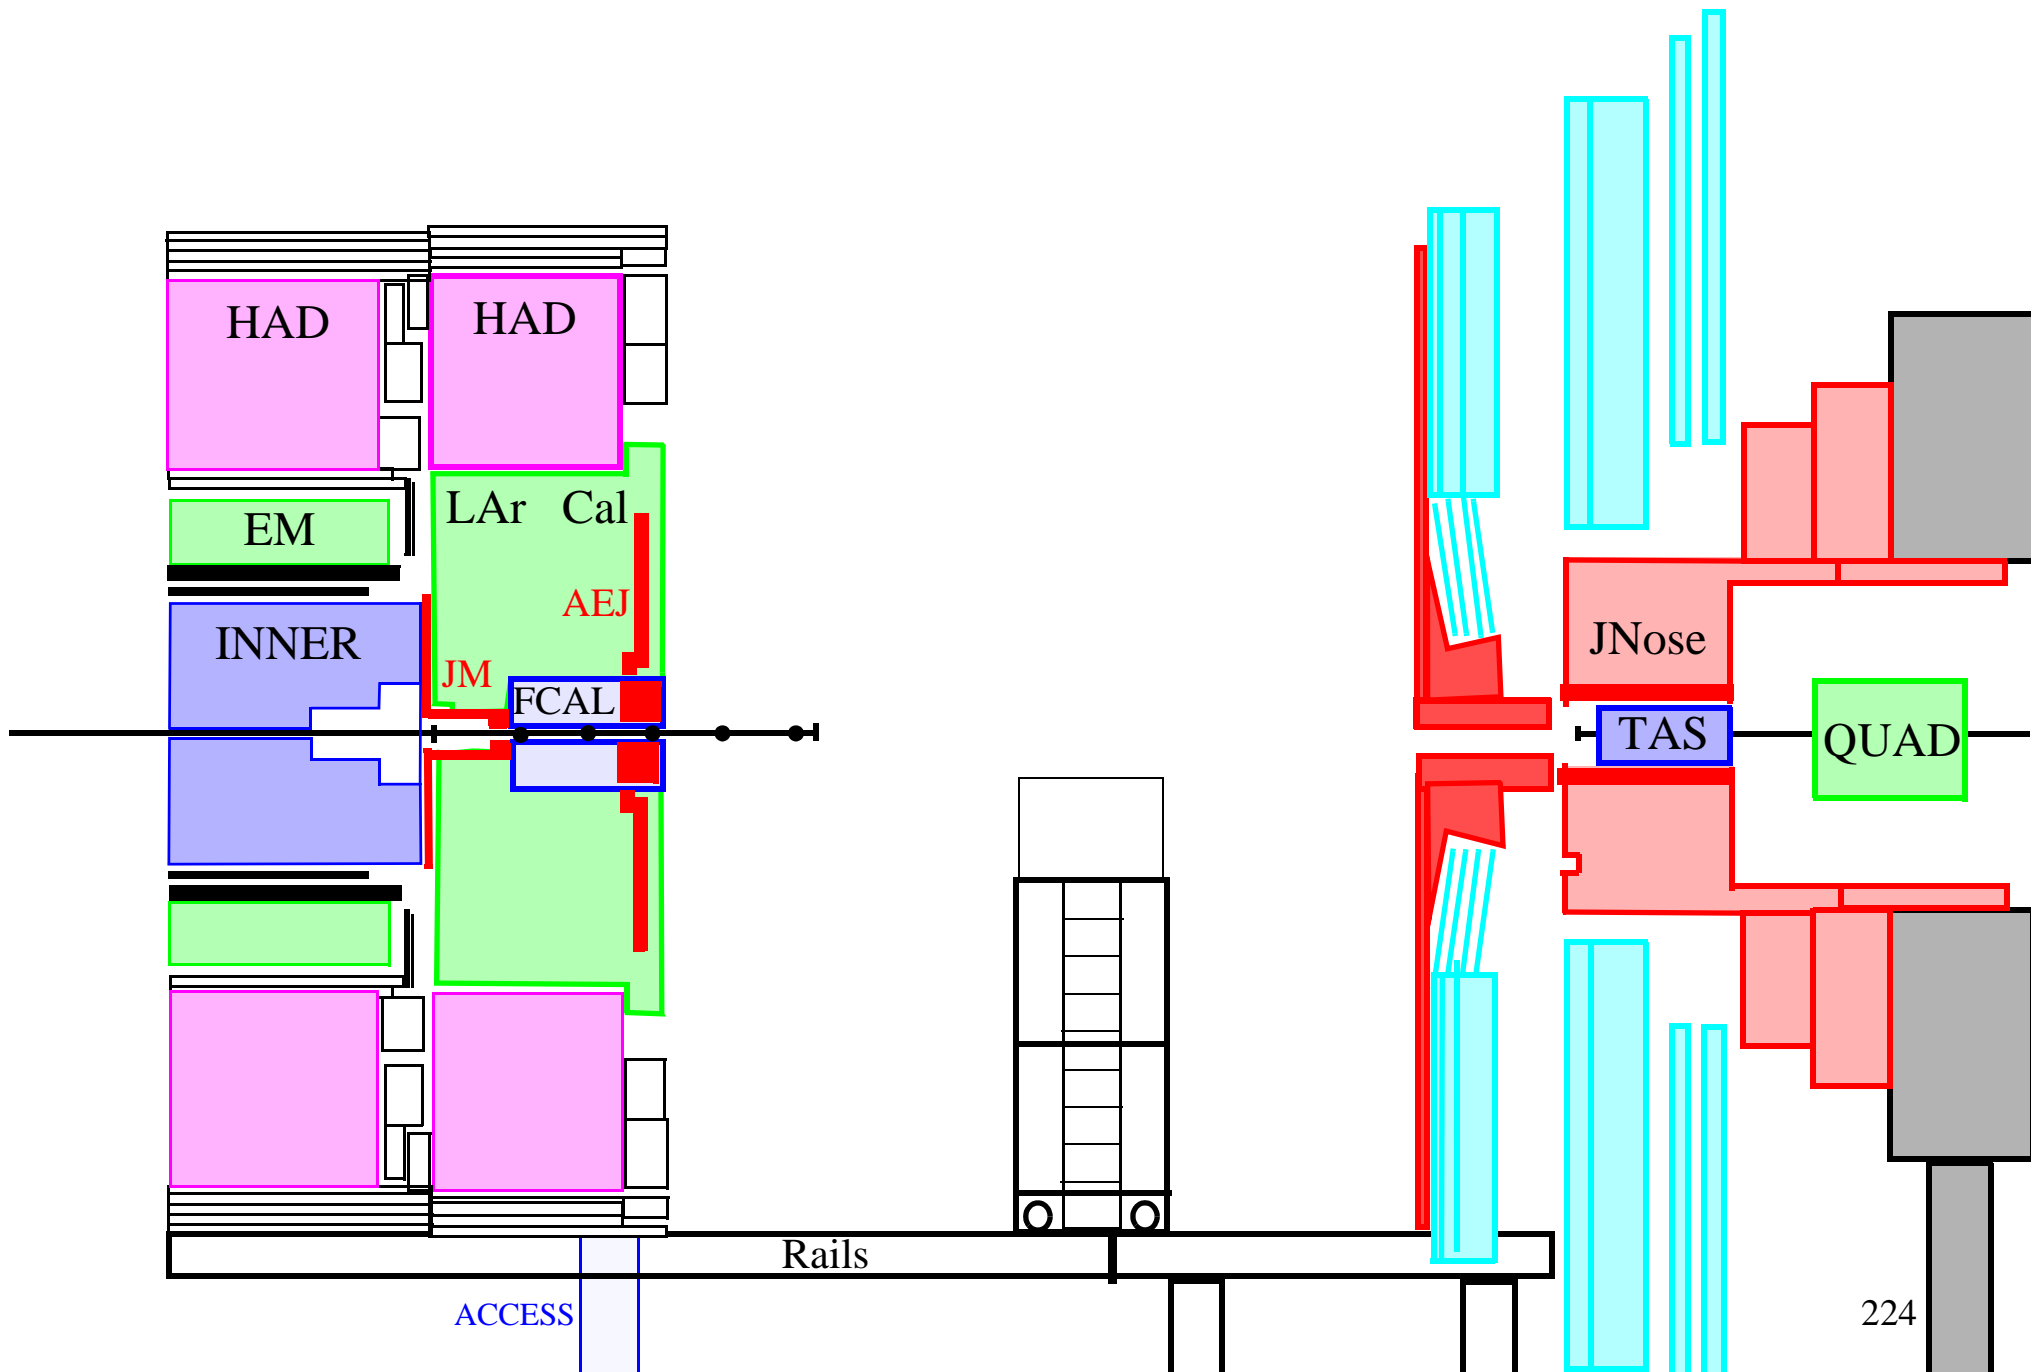 HAD
HAD
LAr Cal
EM
AEJ
INNER
JM
FCAL
JNose
TAS
QUAD
Rails
ACCESS
224